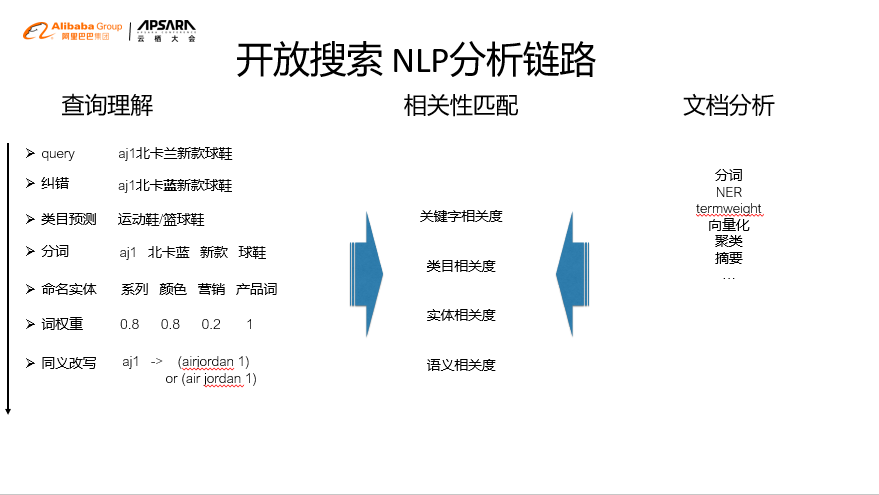 Alibaba Group
阿里巴巴集团
APSARA
云栖大会
开放搜索 NLP分析链路
查询理解
query aj1北卡兰新款球鞋
纠错 aj1北卡蓝新款球鞋
类目预测 运动鞋/篮球鞋
分词 aj1 北卡蓝 新款 球鞋
命名实体 系列 颜色 营销 产品词
词权重 0.8 0.8 0.2 1
同义改写 aj1 -> (airjordan 1)
or (air jordan 1)
相关性匹配
关键字相关度
类目相关度
实体相关度
语义相关度
文档分析
分词
NER
termweight
向量化
聚类
摘要
...